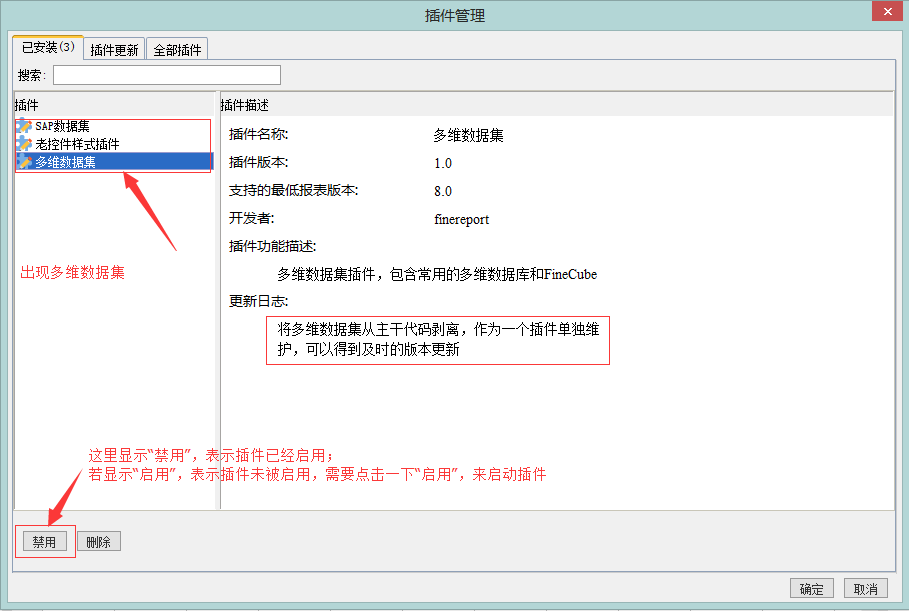 插件管理
已安装(3)
插件更新
全部插件
搜索:
插件
SAP数据集
老控件样式插件
多维数据集
出现多维数据集
插件描述
插件名称:
多维数据集
插件版本:
1.0
支持的最低报表版本:
8.0
开发者:
finereport
插件功能描述:
多维数据集插件，包含常用的多维数据库和FineCube
更新日志:
将多维数据集从主干代码剥离，作为一个插件单独维
护，可以得到及时的版本更新
这里显示“禁用”，表示插件已经启用；
若显示“启用”，表示插件未被启用，需要点击一下“启用”，来启动插件
禁用
删除
确定
取消